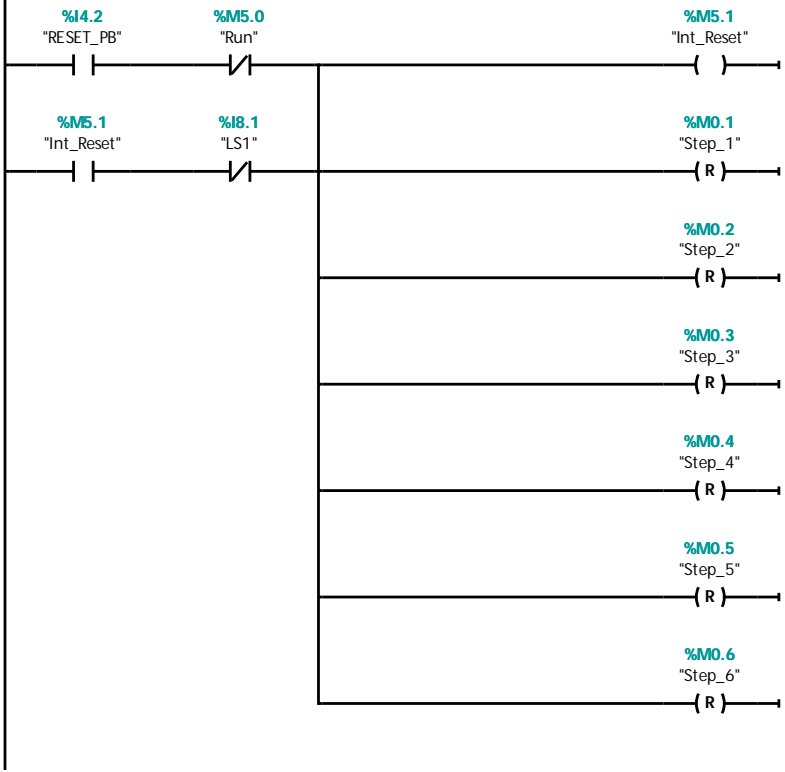 %I4.2 %M5.0 %M5.1
"RESET_PB" "Run" "Int_Reset"
%M5.1 %I8.1 %M0.1
"Int_Reset" "LS1" "Step_1"
R
%M0.2
"Step_2"
R
%M0.3
"Step_3"
R
%M0.4
"Step_4"
R
%M0.5
"Step_5"
R
%M0.6
"Step_6"
R